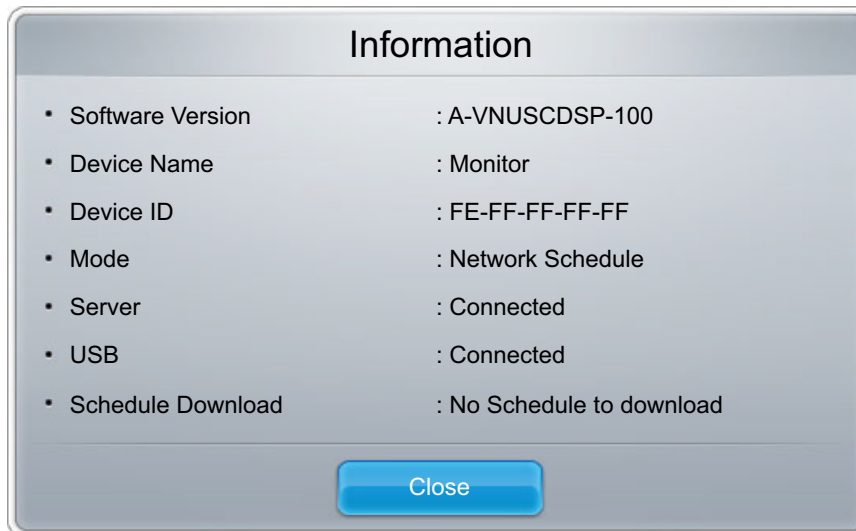 Information
• Software Version : A-VNUSCDSP-100
• Device Name : Monitor
• Device ID : FE-FF-FF-FF-FF
• Mode : Network Schedule
• Server : Connected
• USB : Connected
• Schedule Download : No Schedule to download
Close